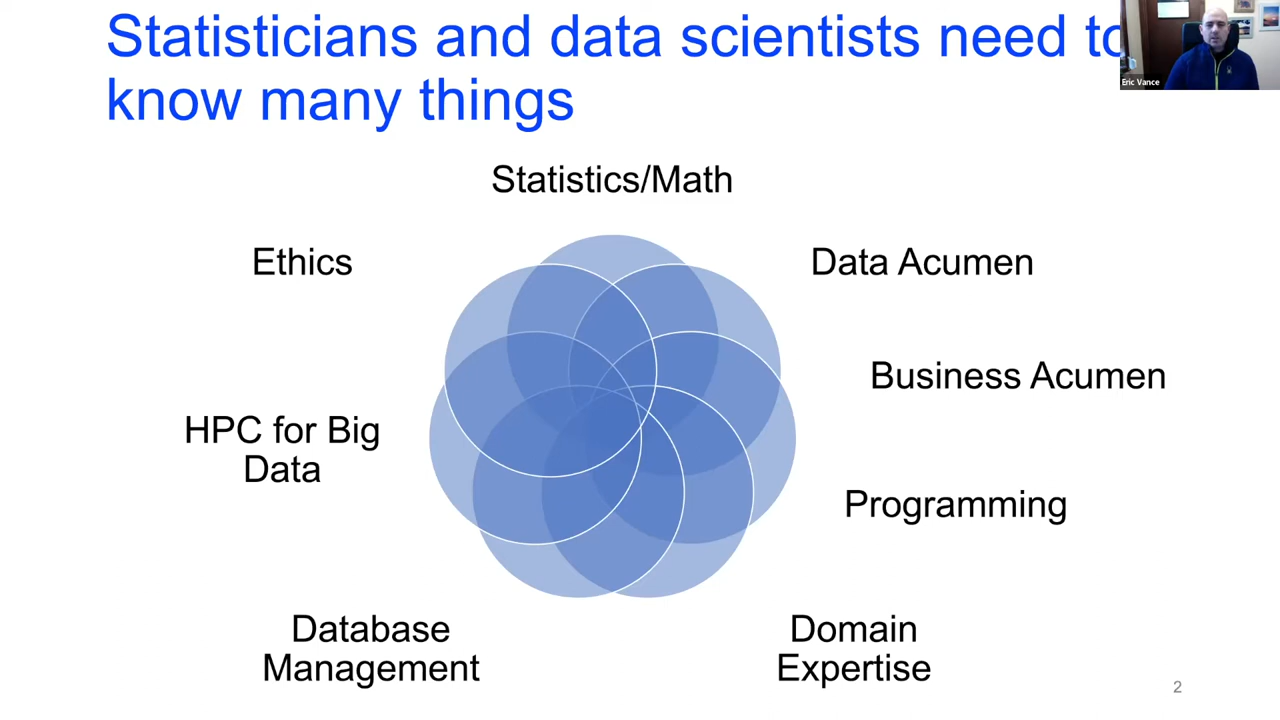 Statisticians and data scientists need to
know many things
Eric Vance
Statistics/Math
Ethics
Data Acumen
Business Acumen
HPC for Big
Data
Programming
Database
Management
Domain
Expertise
2